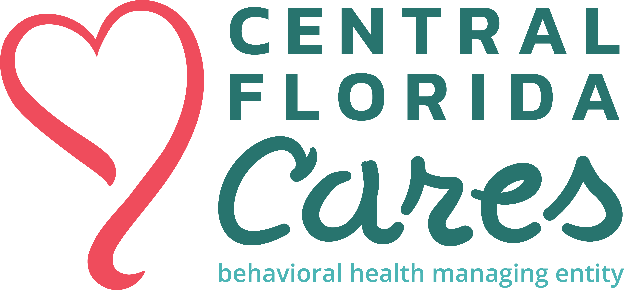 CENTRAL
FLORIDA
Cares
behavioral health managing entity